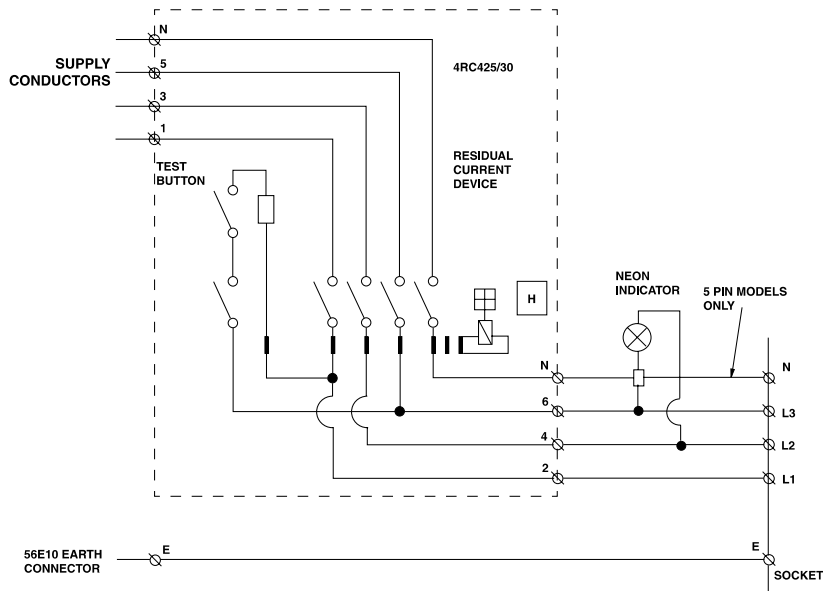 N
SUPPLY
CONDUCTORS
5
3
1
4RC425/30
TEST
BUTTON
RESIDUAL
CURRENT
DEVICE
NEON
INDICATOR
5 PIN MODELS
ONLY
H
N
N
6
L3
4
L2
2
L1
56E10 EARTH
CONNECTOR
E
E
SOCKET